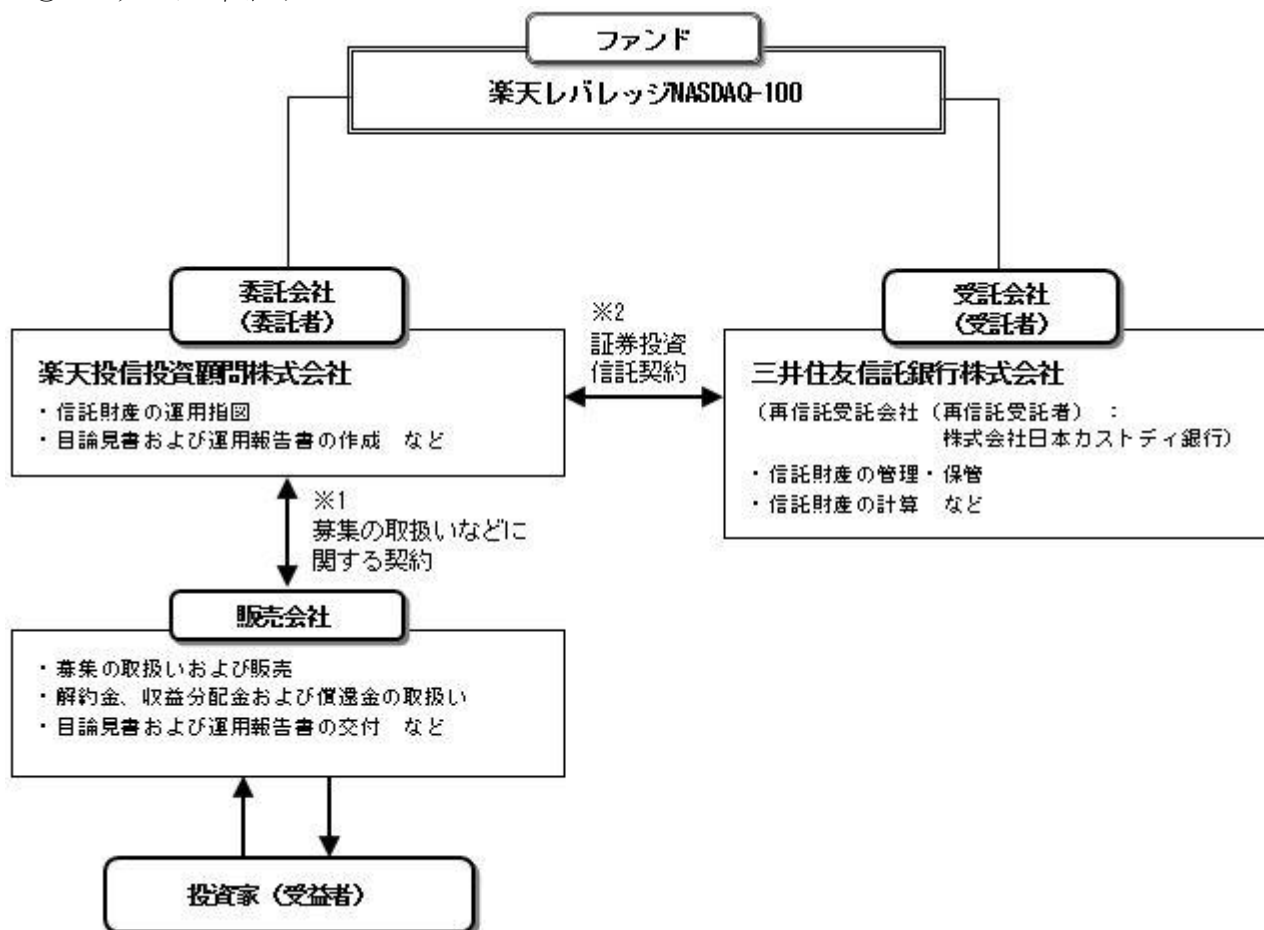 ファンド
楽天レバレッジNASDAQ-100
委託会社
(委託者)
楽天投信投資顧問株式会社
・信託財産の運用指図
・目論見書および運用報告書の作成 など
※2
証券投資
信託契約
受託会社
(受託者)
三井住友信託銀行株式会社
(再信託受託会社(再信託受託者) :
株式会社日本カストディ銀行)
・信託財産の管理・保管
・信託財産の計算 など
※1
募集の取扱いなどに
関する契約
販売会社
・募集の取扱いおよび販売
・解約金、収益分配金および償還金の取扱い
・目論見書および運用報告書の交付 など
投資家(受益者)